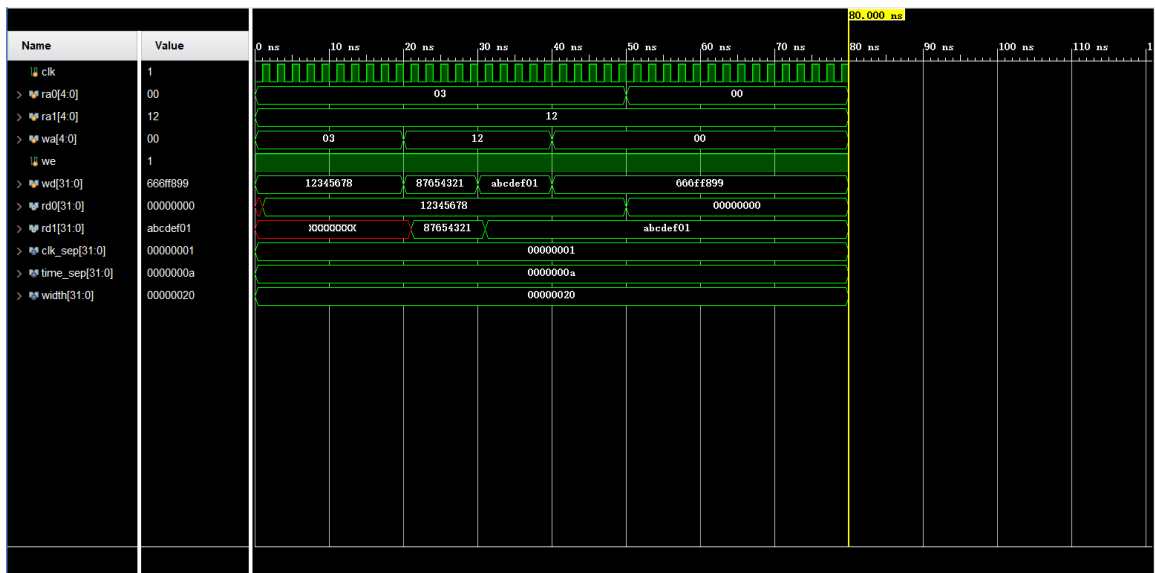 80.000 ns
Name Value 0 ns 10 ns 20 ns 30 ns 40 ns 50 ns 60 ns 70 ns 80 ns 90 ns 100 ns 110 ns 1
clk 1
ra0[4:0] 00 03 00
ra1[4:0] 12 12
wa[4:0] 00 03 12 00
we 1
wd[31:0] 666ff899 12345678 87654321 abcdef01 666ff899
rd0[31:0] 00000000 12345678 00000000
rd1[31:0] abcdef01 XXXXXXXX 87654321 abcdef01
clk_sep[31:0] 00000001 00000001
time_sep[31:0] 0000000a 0000000a
width[31:0] 00000020 00000020